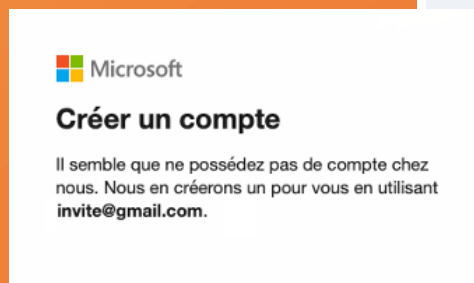 Microsoft
Créer un compte
Il semble que ne possédez pas de compte chez
nous. Nous en créerons un pour vous en utilisant
invite@gmail.com.